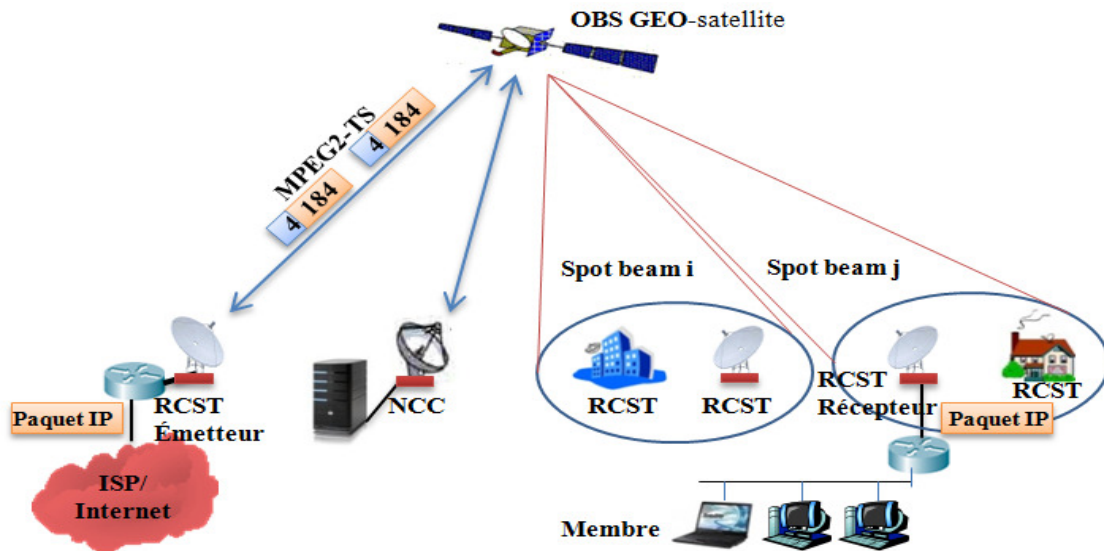 OBS GEO-satellite
MPEG2-TS
4 184
4 184
Spot beam i
Spot beam j
Paquet IP
RCST
Émetteur
NCC
RCST
RCST
RCST
Récepteur
RCST
Paquet IP
ISP/
Internet
Membre